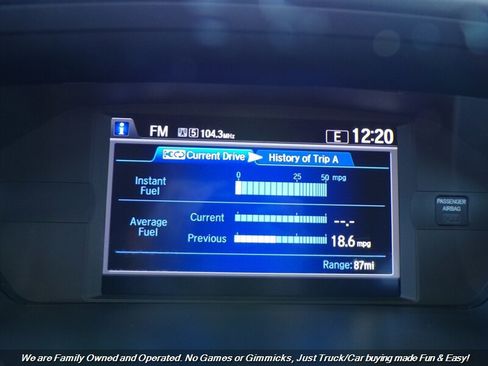 FM 5 104.3MHz E 12:20
Current Drive History of Trip A
0 25 50 mpg
Instant Fuel
Average Fuel
Current --.-
Previous 18.6 mpg
Range: 87mi
PASSENGER AIRBAG
We are Family Owned and Operated. No Games or Gimmicks, Just Truck/Car buying made Fun & Easy!